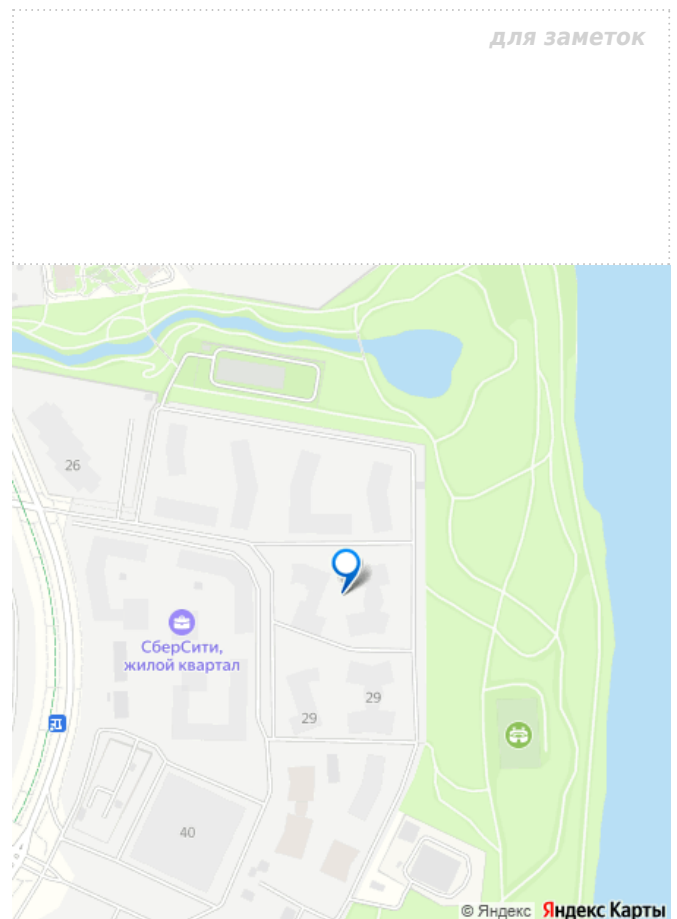 для заметок
26
СберСити,
жилой квартал
29
29
40
© Яндекс Яндекс Карты